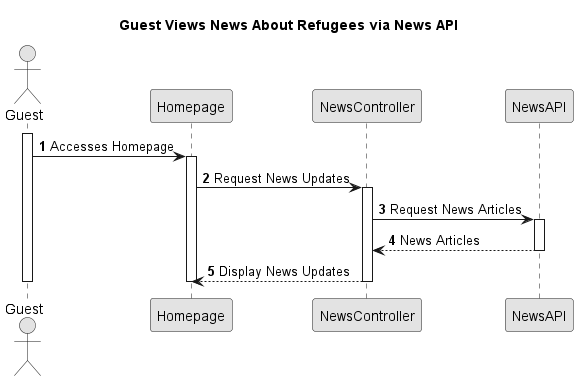 Guest Views News About Refugees via News API
Guest
Homepage
NewsController
NewsAPI
1 Accesses Homepage
2 Request News Updates
3 Request News Articles
4 News Articles
5 Display News Updates
Guest
Homepage
NewsController
NewsAPI